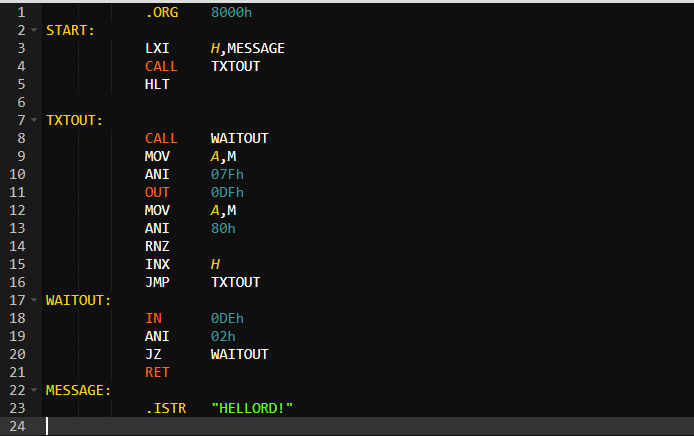 1 .ORG 8000h
2 START:
3 LXI H,MESSAGE
4 CALL TXTOUT
5 HLT
6
7 TXTOUT:
8 CALL WAITOUT
9 MOV A,M
10 ANI 07Fh
11 OUT 0DFh
12 MOV A,M
13 ANI 80h
14 RNZ
15 INX H
16 JMP TXTOUT
17 WAITOUT:
18 IN 0DEh
19 ANI 02h
20 JZ WAITOUT
21 RET
22 MESSAGE:
23 .ISTR "HELLORD!"
24